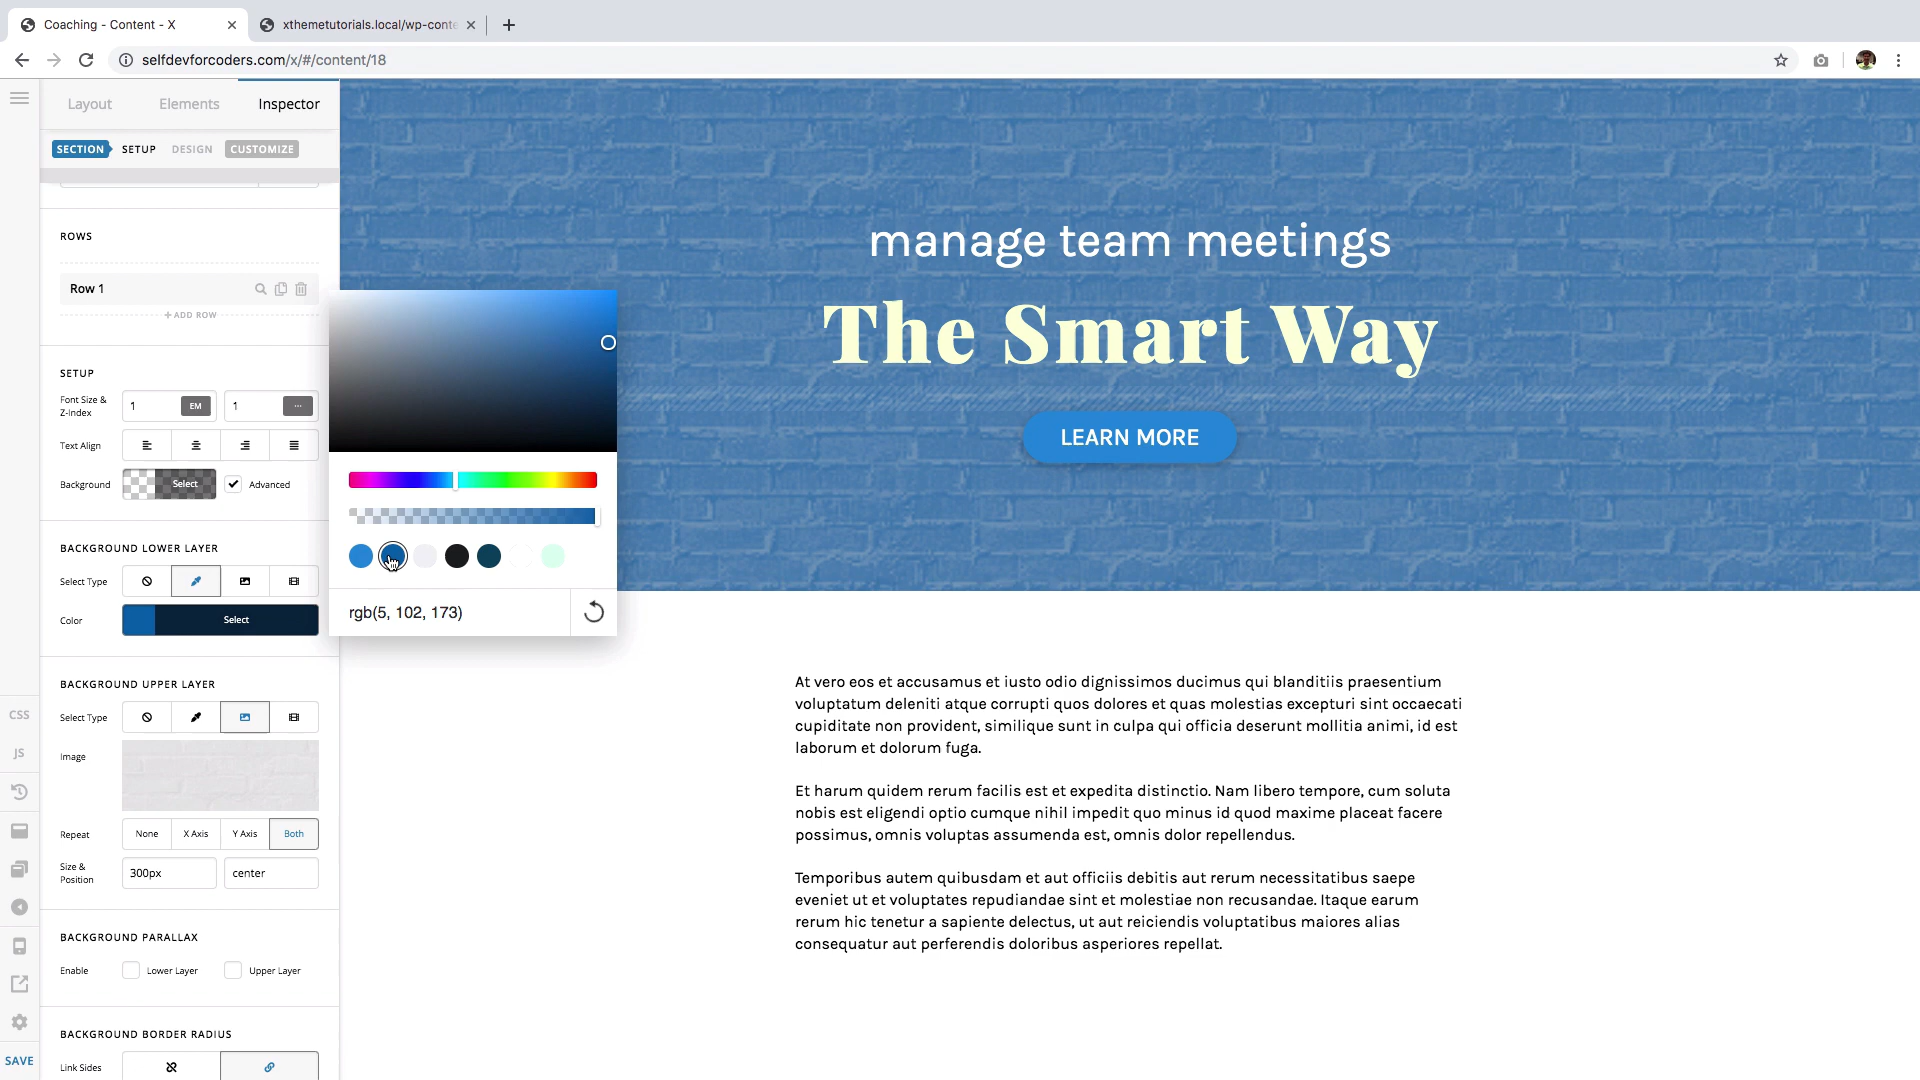 Coaching - Content - X
xthemetutorials.local/wp-conte
selfdevforcoders.com/x/#/content/18
Layout Elements Inspector
SECTION SETUP DESIGN CUSTOMIZE
ROWS
Row 1
+ ADD ROW
SETUP
Font Size & Z-Index 1 EM 1 ...
Text Align
Background Select Advanced
BACKGROUND LOWER LAYER
Select Type
Color Select
rgb(5, 102, 173)
BACKGROUND UPPER LAYER
Select Type
Image
Repeat None X Axis Y Axis Both
Size & Position 300px center
BACKGROUND PARALLAX
Enable Lower Layer Upper Layer
BACKGROUND BORDER RADIUS
Link Sides
CSS
JS
SAVE
manage team meetings
The Smart Way
LEARN MORE
At vero eos et accusamus et iusto odio dignissimos ducimus qui blanditiis praesentium
voluptatum deleniti atque corrupti quos dolores et quas molestias excepturi sint occaecati
cupiditate non provident, similique sunt in culpa qui officia deserunt mollitia animi, id est
laborum et dolorum fuga.
Et harum quidem rerum facilis est et expedita distinctio. Nam libero tempore, cum soluta
nobis est eligendi optio cumque nihil impedit quo minus id quod maxime placeat facere
possimus, omnis voluptas assumenda est, omnis dolor repellendus.
Temporibus autem quibusdam et aut officiis debitis aut rerum necessitatibus saepe
eveniet ut et voluptates repudiandae sint et molestiae non recusandae. Itaque earum
rerum hic tenetur a sapiente delectus, ut aut reiciendis voluptatibus maiores alias
consequatur aut perferendis doloribus asperiores repellat.